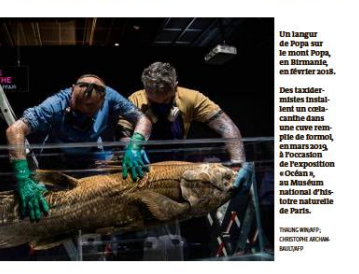 THE
Un langur
de Popa sur
le mont Popa,
en Birmanie,
en février 2018.
Des taxider-
mistes instal-
lent un cœla-
canthe dans
une cuve rem-
plie de formol,
en mars 2019,
à l'occasion
de l'exposition
« Océan »,
au Muséum
national d'his-
toire naturelle
de Paris.
THAUNG WIN/AFP;
CHRISTOPHE ARCHAM-
BAULT/AFP